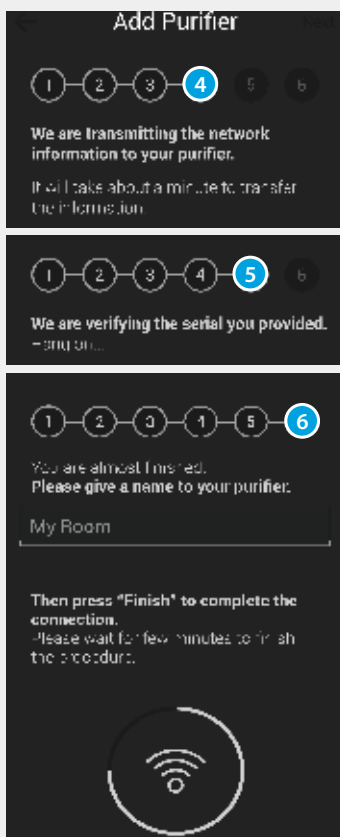 Add Purifier Next
1 2 3 4 5 6
We are transmitting the network
information to your purifier.
It will take about a minute to transfer
the information.
1 2 3 4 5 6
We are verifying the serial you provided.
Hang on...
1 2 3 4 5 6
You are almost finished.
Please give a name to your purifier.
My Room
Then press "Finish" to complete the
connection.
Please wait for few minutes to finish
the procedure.